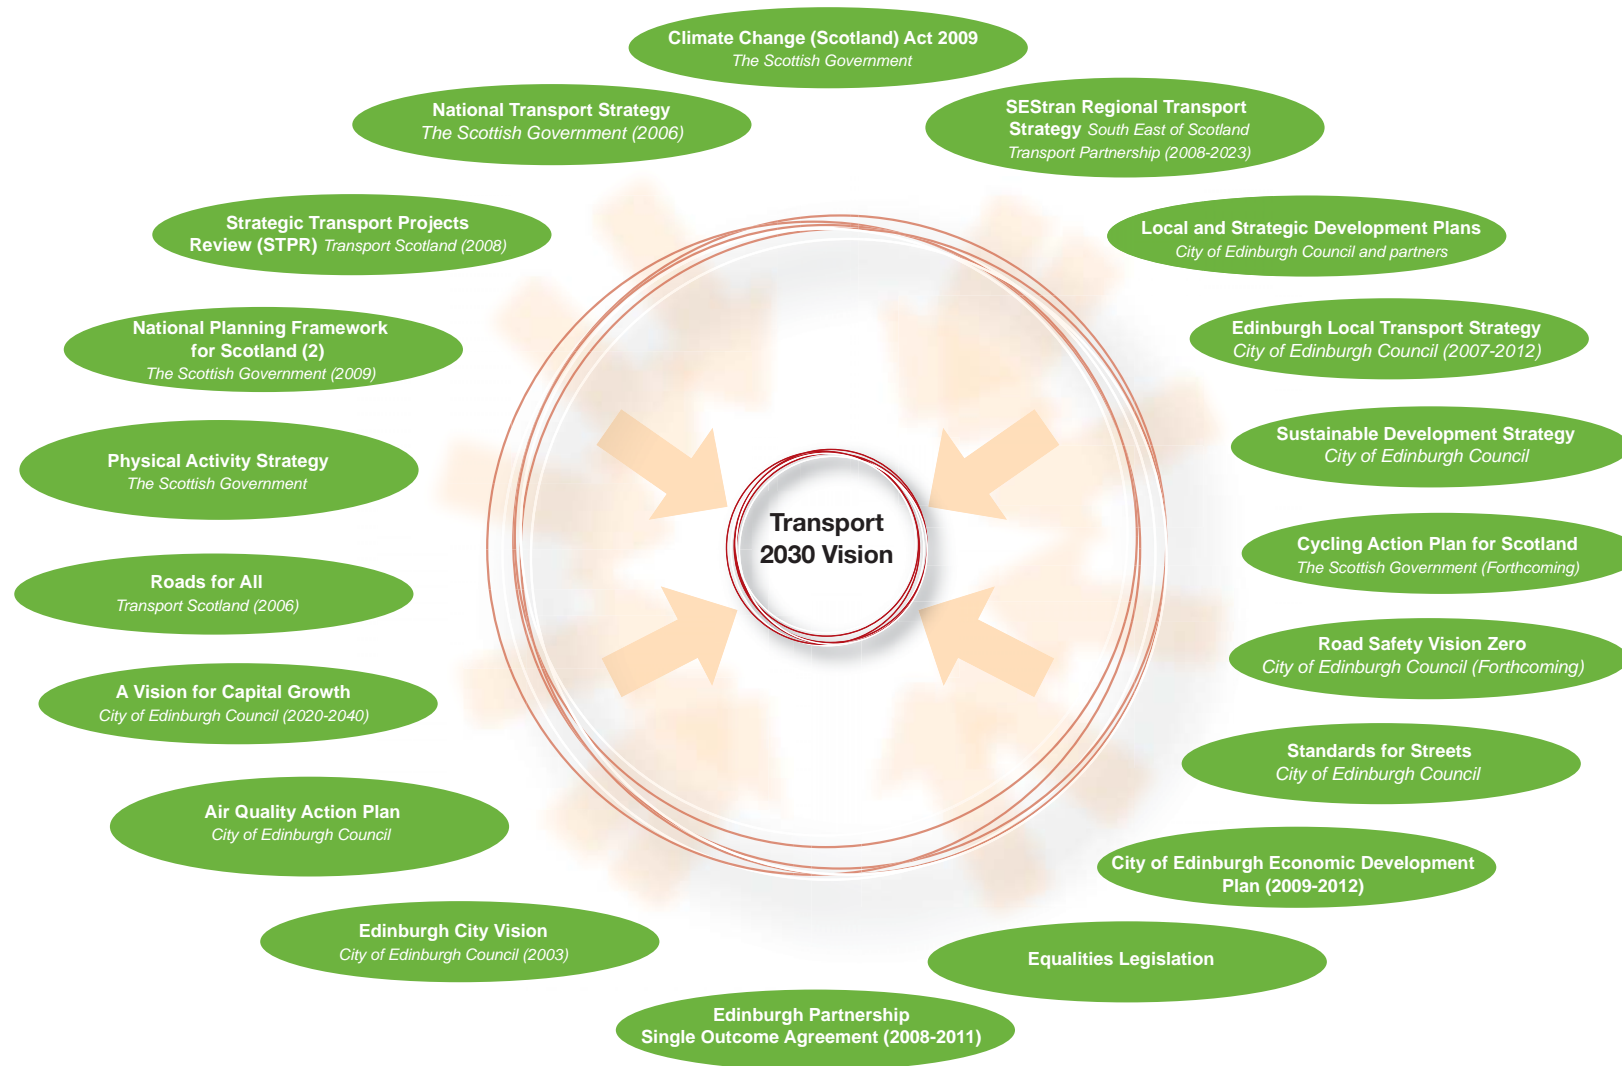 Climate Change (Scotland) Act 2009
The Scottish Government
National Transport Strategy
The Scottish Government (2006)
SEStran Regional Transport
Strategy South East of Scotland
Transport Partnership (2008-2023)
Strategic Transport Projects
Review (STPR) Transport Scotland (2008)
Local and Strategic Development Plans
City of Edinburgh Council and partners
National Planning Framework
for Scotland (2)
The Scottish Government (2009)
Edinburgh Local Transport Strategy
City of Edinburgh Council (2007-2012)
Physical Activity Strategy
The Scottish Government
Sustainable Development Strategy
City of Edinburgh Council
Transport
2030 Vision
Cycling Action Plan for Scotland
The Scottish Government (Forthcoming)
Roads for All
Transport Scotland (2006)
Road Safety Vision Zero
City of Edinburgh Council (Forthcoming)
A Vision for Capital Growth
City of Edinburgh Council (2020-2040)
Standards for Streets
City of Edinburgh Council
Air Quality Action Plan
City of Edinburgh Council
City of Edinburgh Economic Development
Plan (2009-2012)
Edinburgh City Vision
City of Edinburgh Council (2003)
Equalities Legislation
Edinburgh Partnership
Single Outcome Agreement (2008-2011)